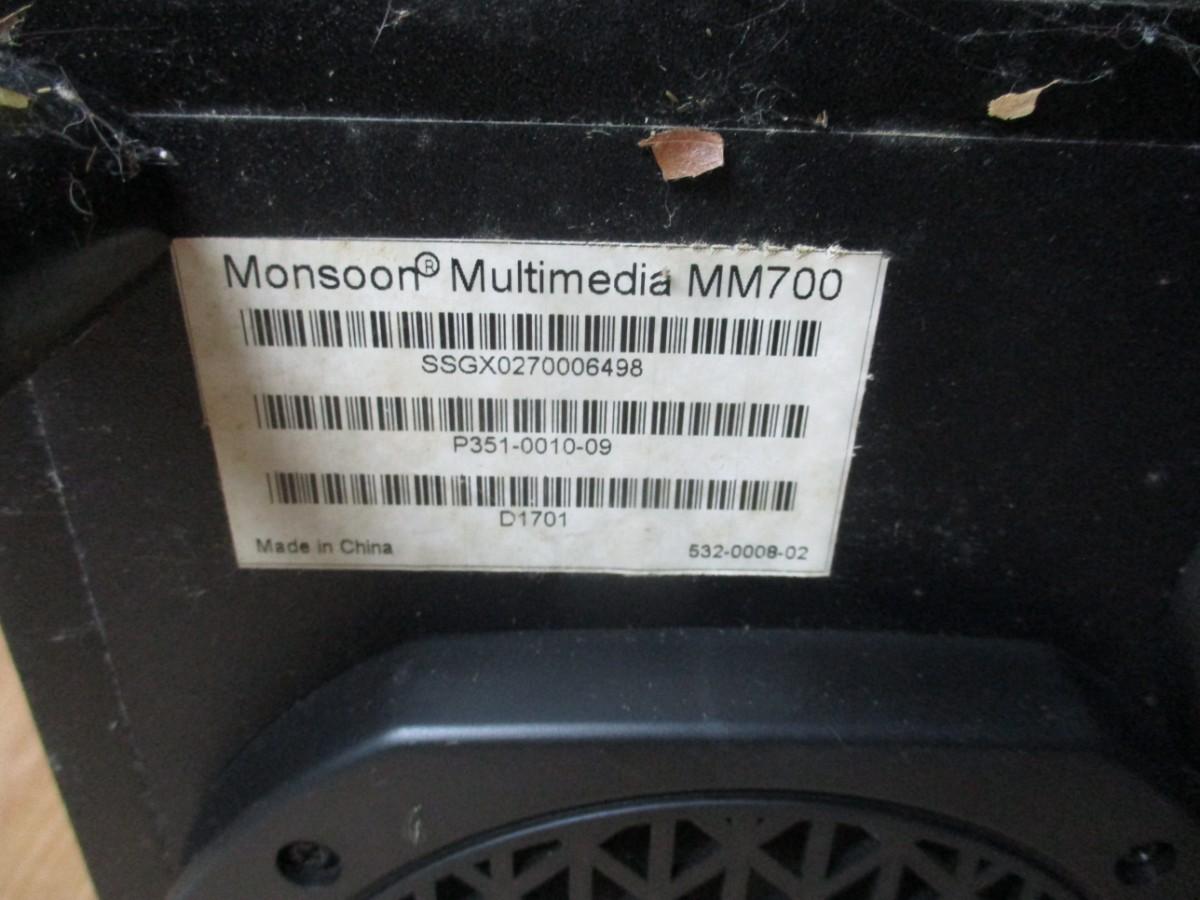 Monsoon® Multimedia MM700
SSGX0270006498
P351-0010-09
D1701
Made in China 532-0008-02